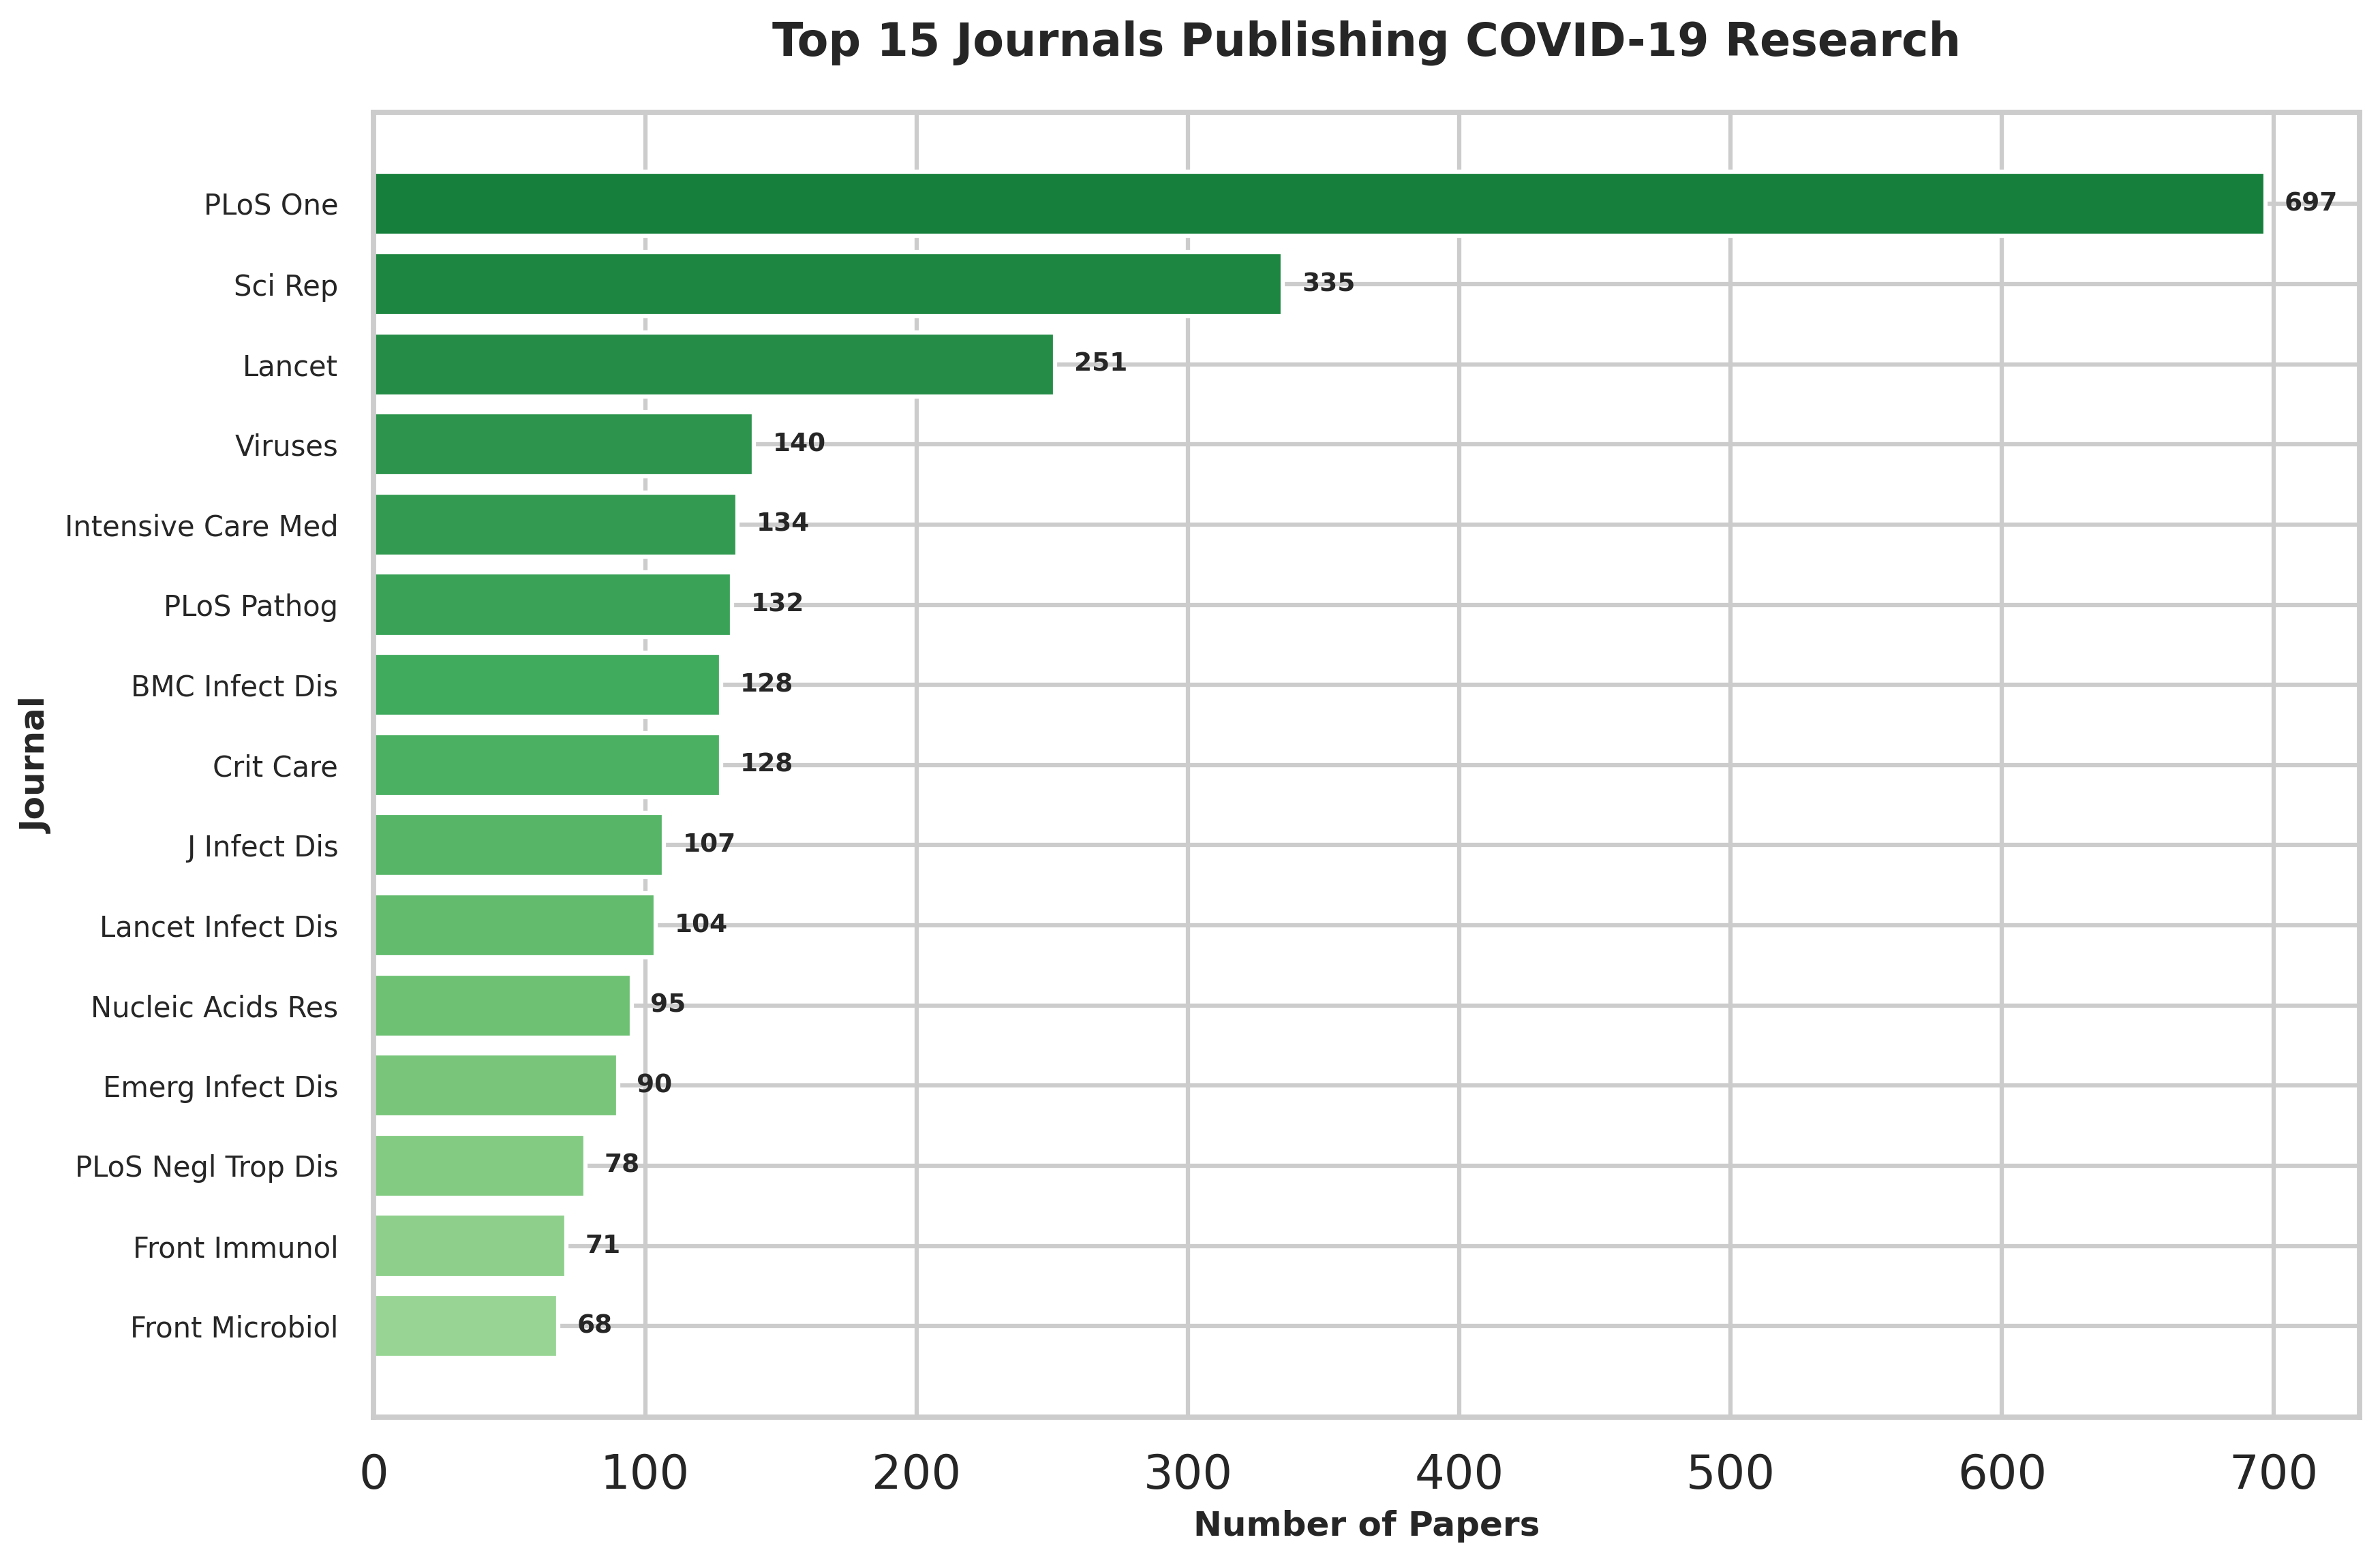 Top 15 Journals Publishing COVID-19 Research
Journal
PLoS One 697
Sci Rep 335
Lancet 251
Viruses 140
Intensive Care Med 134
PLoS Pathog 132
BMC Infect Dis 128
Crit Care 128
J Infect Dis 107
Lancet Infect Dis 104
Nucleic Acids Res 95
Emerg Infect Dis 90
PLoS Negl Trop Dis 78
Front Immunol 71
Front Microbiol 68
0 100 200 300 400 500 600 700
Number of Papers